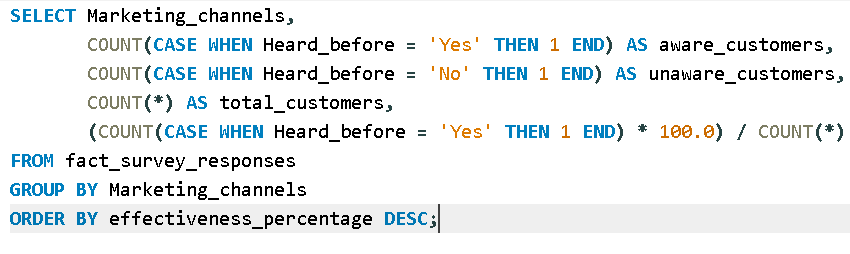 SELECT Marketing_channels,
COUNT(CASE WHEN Heard_before = 'Yes' THEN 1 END) AS aware_customers,
COUNT(CASE WHEN Heard_before = 'No' THEN 1 END) AS unaware_customers,
COUNT(*) AS total_customers,
(COUNT(CASE WHEN Heard_before = 'Yes' THEN 1 END) * 100.0) / COUNT(*)
FROM fact_survey_responses
GROUP BY Marketing_channels
ORDER BY effectiveness_percentage DESC;